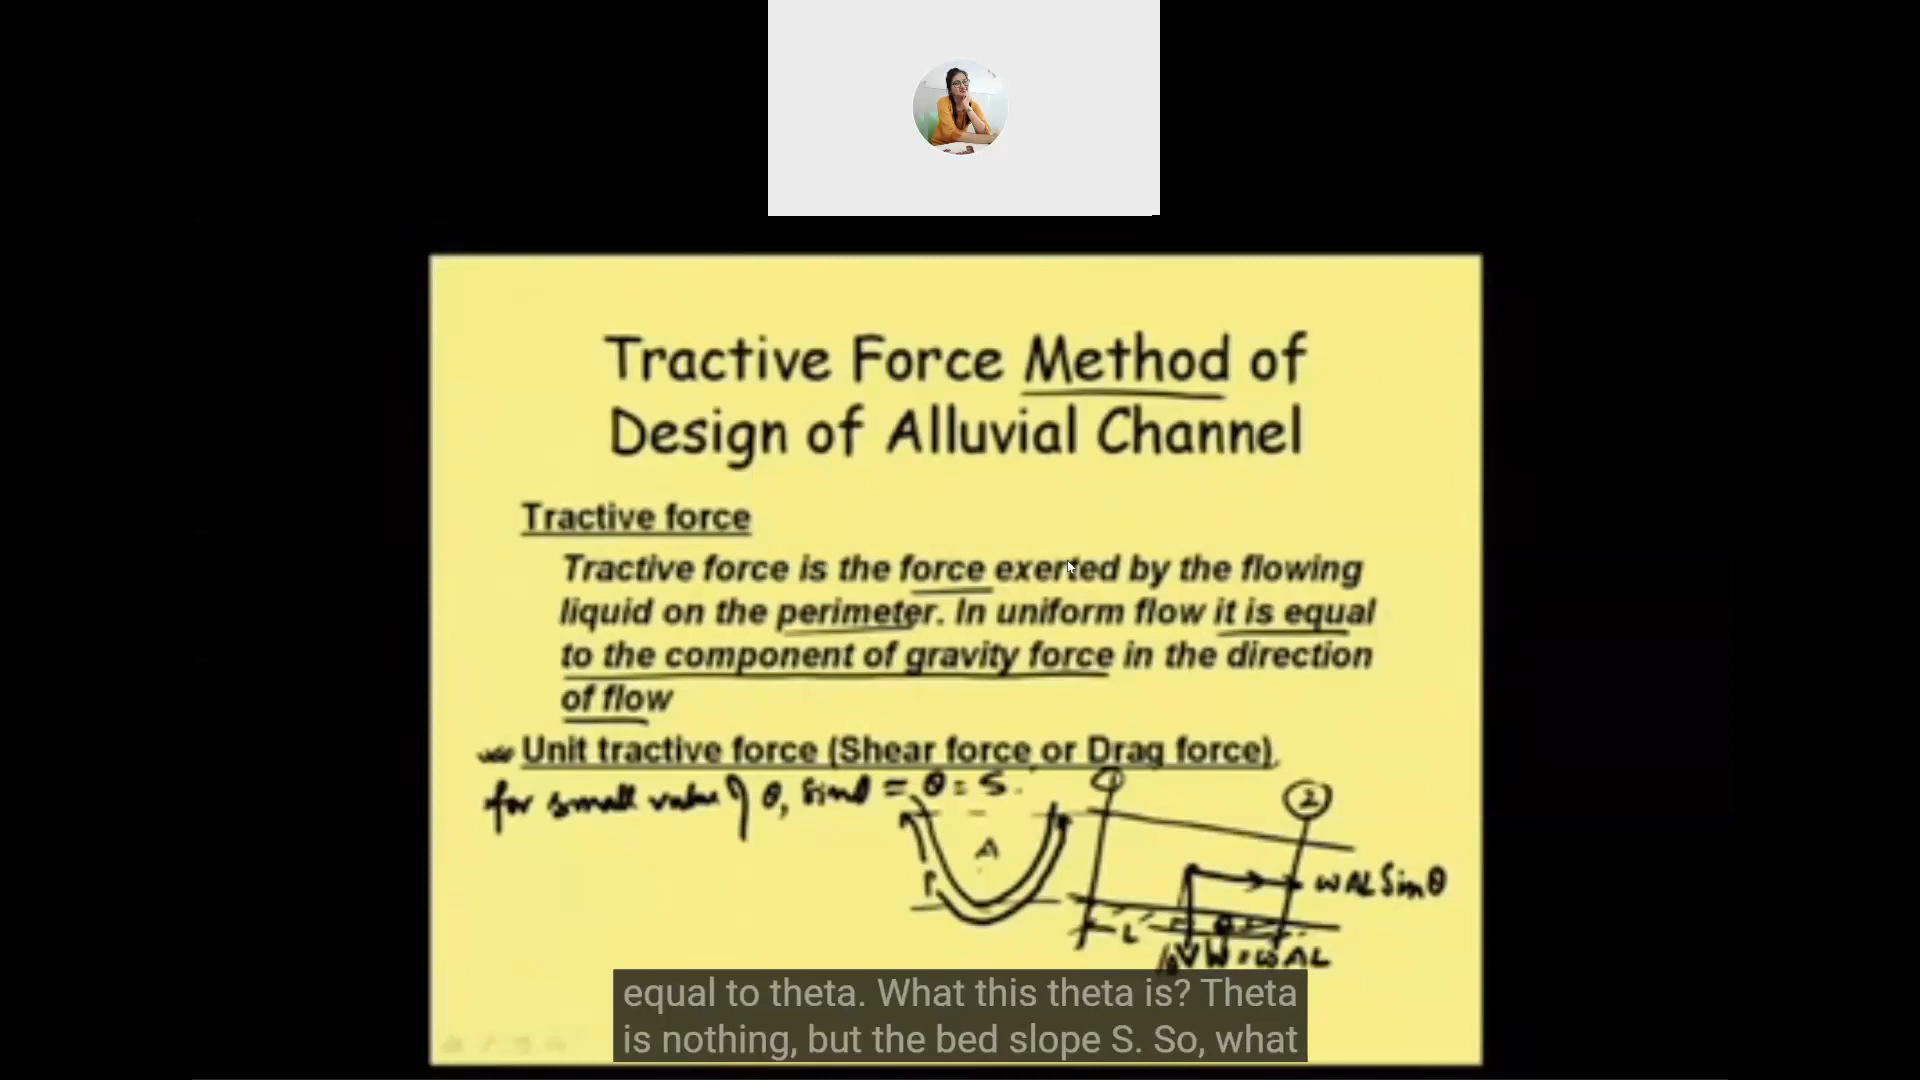 Tractive Force Method of
Design of Alluvial Channel
Tractive force
Tractive force is the force exerted by the flowing
liquid on the perimeter. In uniform flow it is equal
to the component of gravity force in the direction
of flow
Unit tractive force (Shear force or Drag force)
for small value of θ, Sinθ = θ = S.
1
2
A
P
wALSinθ
L
θ
W = wAL
equal to theta. What this theta is? Theta
is nothing, but the bed slope S. So, what